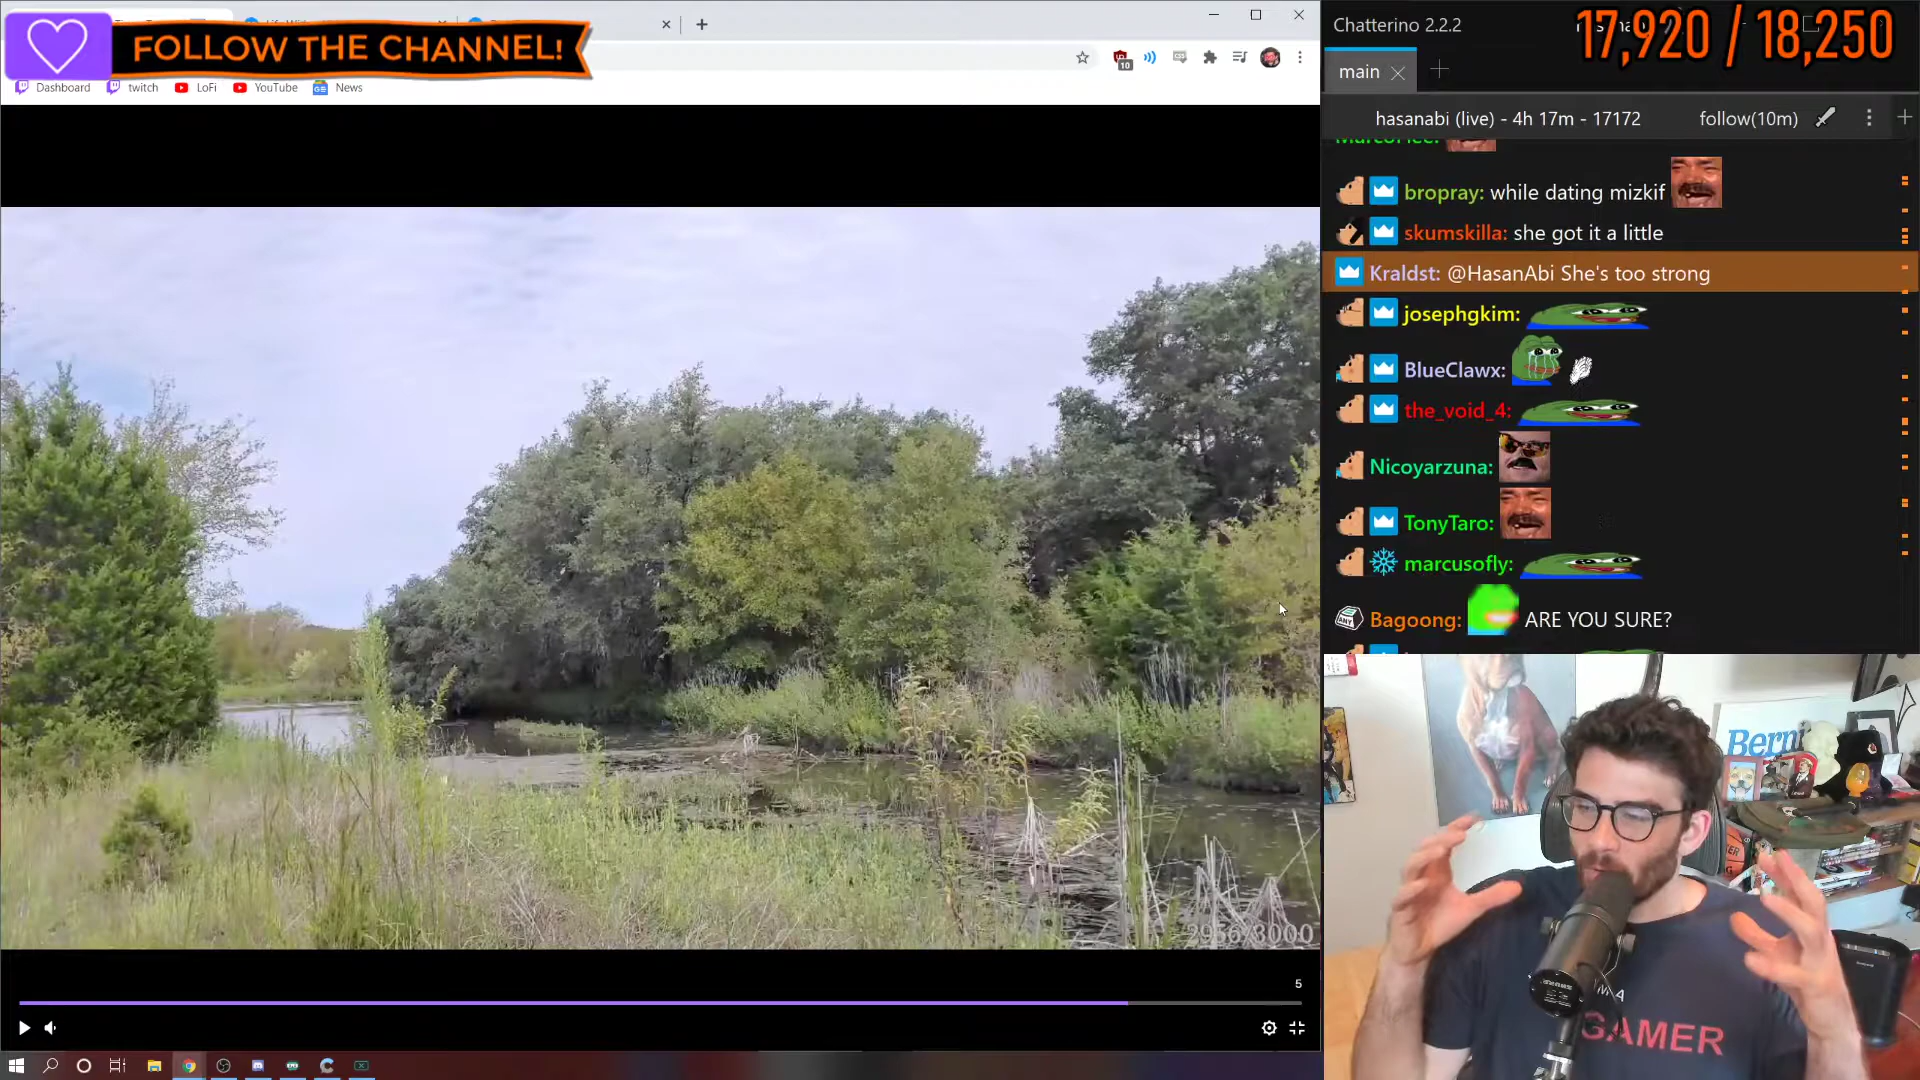 FOLLOW THE CHANNEL!
10
Dashboard
twitch
LoFi
YouTube
News
Chatterino 2.2.2
17,920 / 18,250
main
hasanabi (live) - 4h 17m - 17172
follow(10m)
bropray: while dating mizkif
skumskilla: she got it a little
Kraldst: @HasanAbi She's too strong
josephgkim:
BlueClawx:
the_void_4:
Nicoyarzuna:
TonyTaro:
marcusofly:
Bagoong: ARE YOU SURE?
2956/3000
5
GAMER